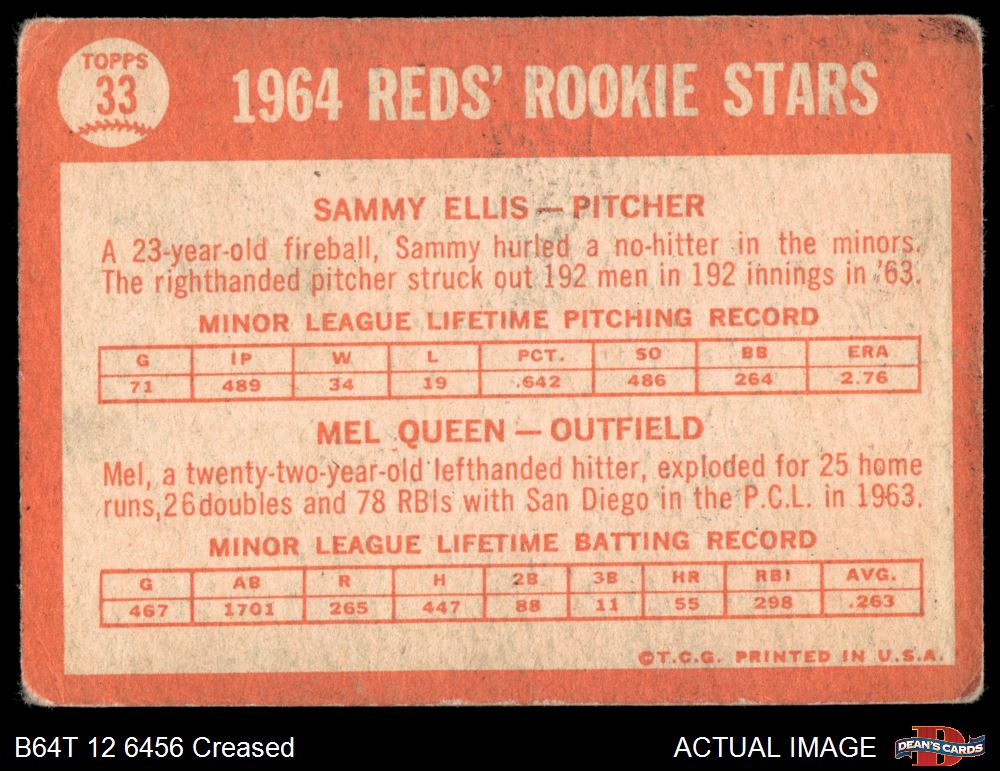 TOPPS
33
1964 REDS' ROOKIE STARS
SAMMY ELLIS — PITCHER
A 23-year-old fireball, Sammy hurled a no-hitter in the minors.
The righthanded pitcher struck out 192 men in 192 innings in '63.
MINOR LEAGUE LIFETIME PITCHING RECORD
G IP W L PCT. SO BB ERA
71 489 34 19 .642 486 264 2.76
MEL QUEEN — OUTFIELD
Mel, a twenty-two-year-old lefthanded hitter, exploded for 25 home
runs, 26 doubles and 78 RBIs with San Diego in the P.C.L. in 1963.
MINOR LEAGUE LIFETIME BATTING RECORD
G AB R H 2B 3B HR RBI AVG.
467 1701 265 447 88 11 55 298 .263
©T.C.G. PRINTED IN U.S.A.
B64T 12 6456 Creased
ACTUAL IMAGE
DEAN'S CARDS